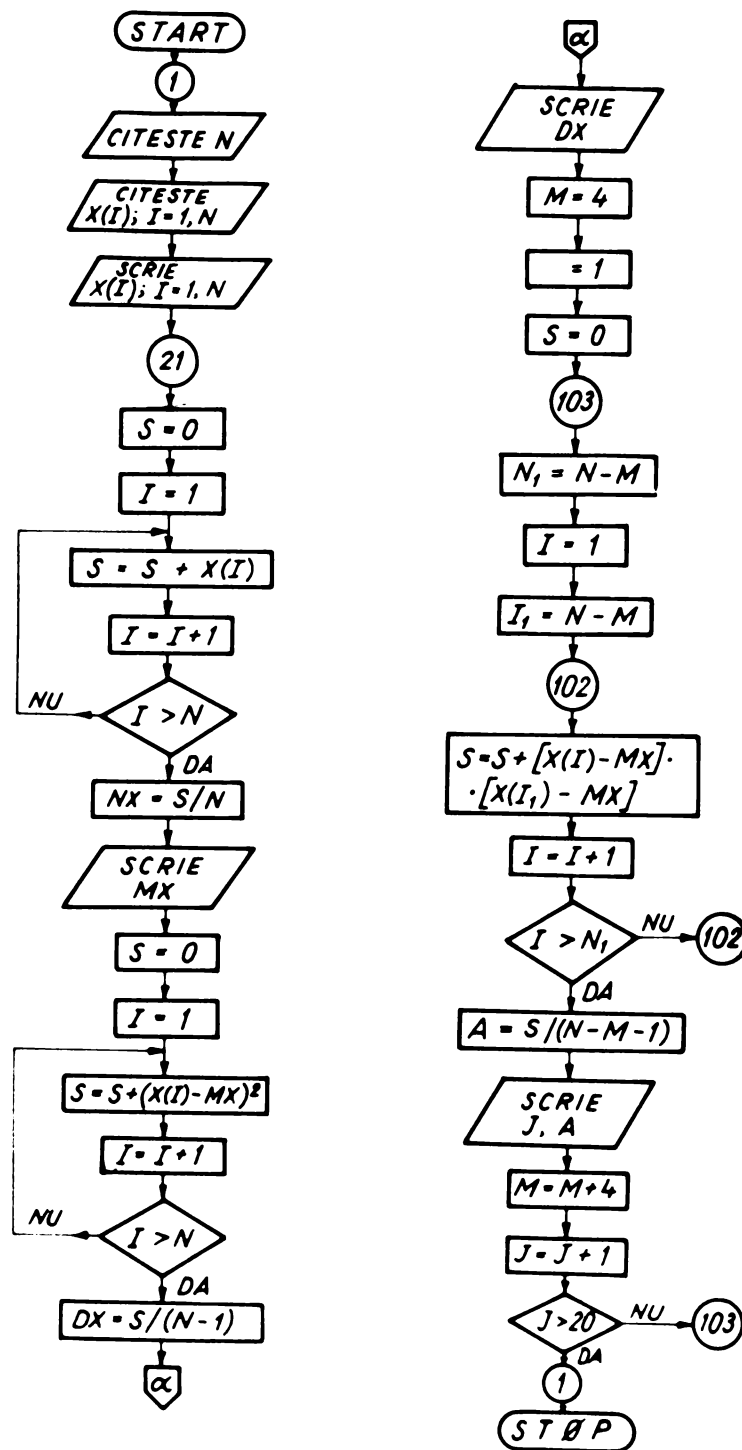 START
1
CITESTE N
CITESTE
X(I); I=1, N
SCRIE
X(I); I=1, N
21
S = 0
I = 1
S = S + X(I)
I = I+1
I > N
NU
DA
NX = S/N
SCRIE
MX
S = 0
I = 1
S=S+(X(I)-MX)²
I = I+1
I > N
NU
DA
DX = S/(N-1)
α
α
SCRIE
DX
M = 4
= 1
S = 0
103
N₁ = N-M
I = 1
I₁ = N-M
102
S=S+[X(I)-MX]·
·[X(I₁)-MX]
I = I+1
I > N₁
NU
102
DA
A = S/(N-M-1)
SCRIE
J, A
M=M+4
J=J+1
J>20
NU
103
DA
1
STØP